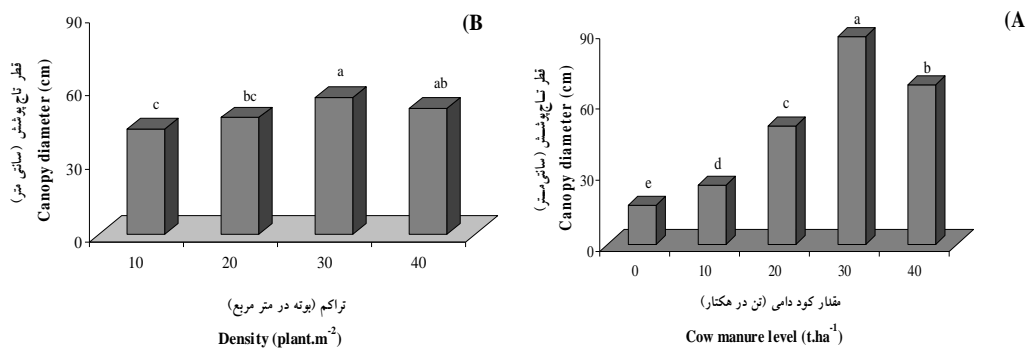 (B
90
60
30
0
قطر تاج پوشش (سانتی متر)
Canopy diameter (cm)
c
bc
a
ab
10 20 30 40
تراکم (بوته در متر مربع)
Density (plant.m⁻²)
(A
90
60
30
0
قطر تاج‌پوشش (سانتی‌متر)
Canopy diameter (cm)
e
d
c
a
b
0 10 20 30 40
مقدار کود دامی (تن در هکتار)
Cow manure level (t.ha⁻¹)